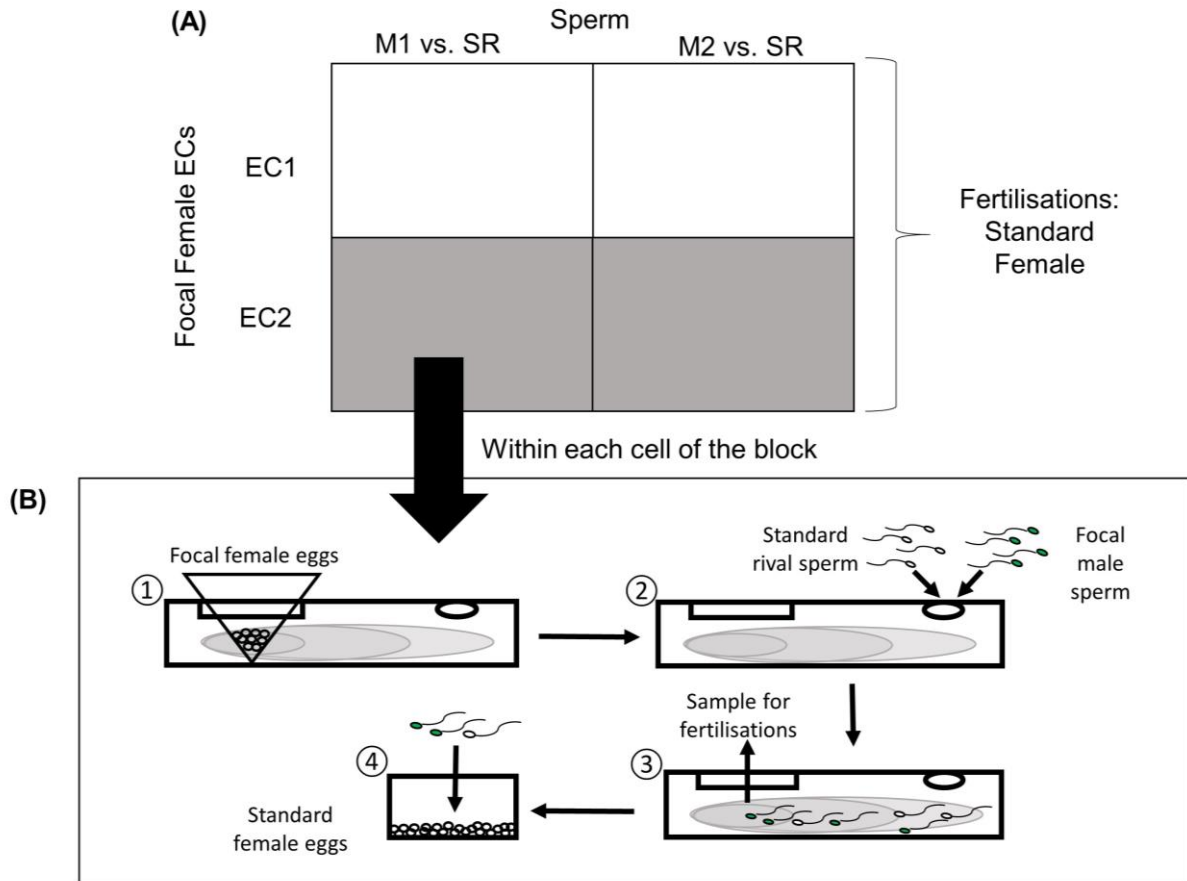 (A)
Sperm
M1 vs. SR
M2 vs. SR
Focal Female ECs
EC1
EC2
Fertilisations:
Standard
Female
Within each cell of the block
(B)
Focal female eggs
①
②
Standard
rival sperm
Focal
male
sperm
Sample for
fertilisations
③
④
Standard
female eggs